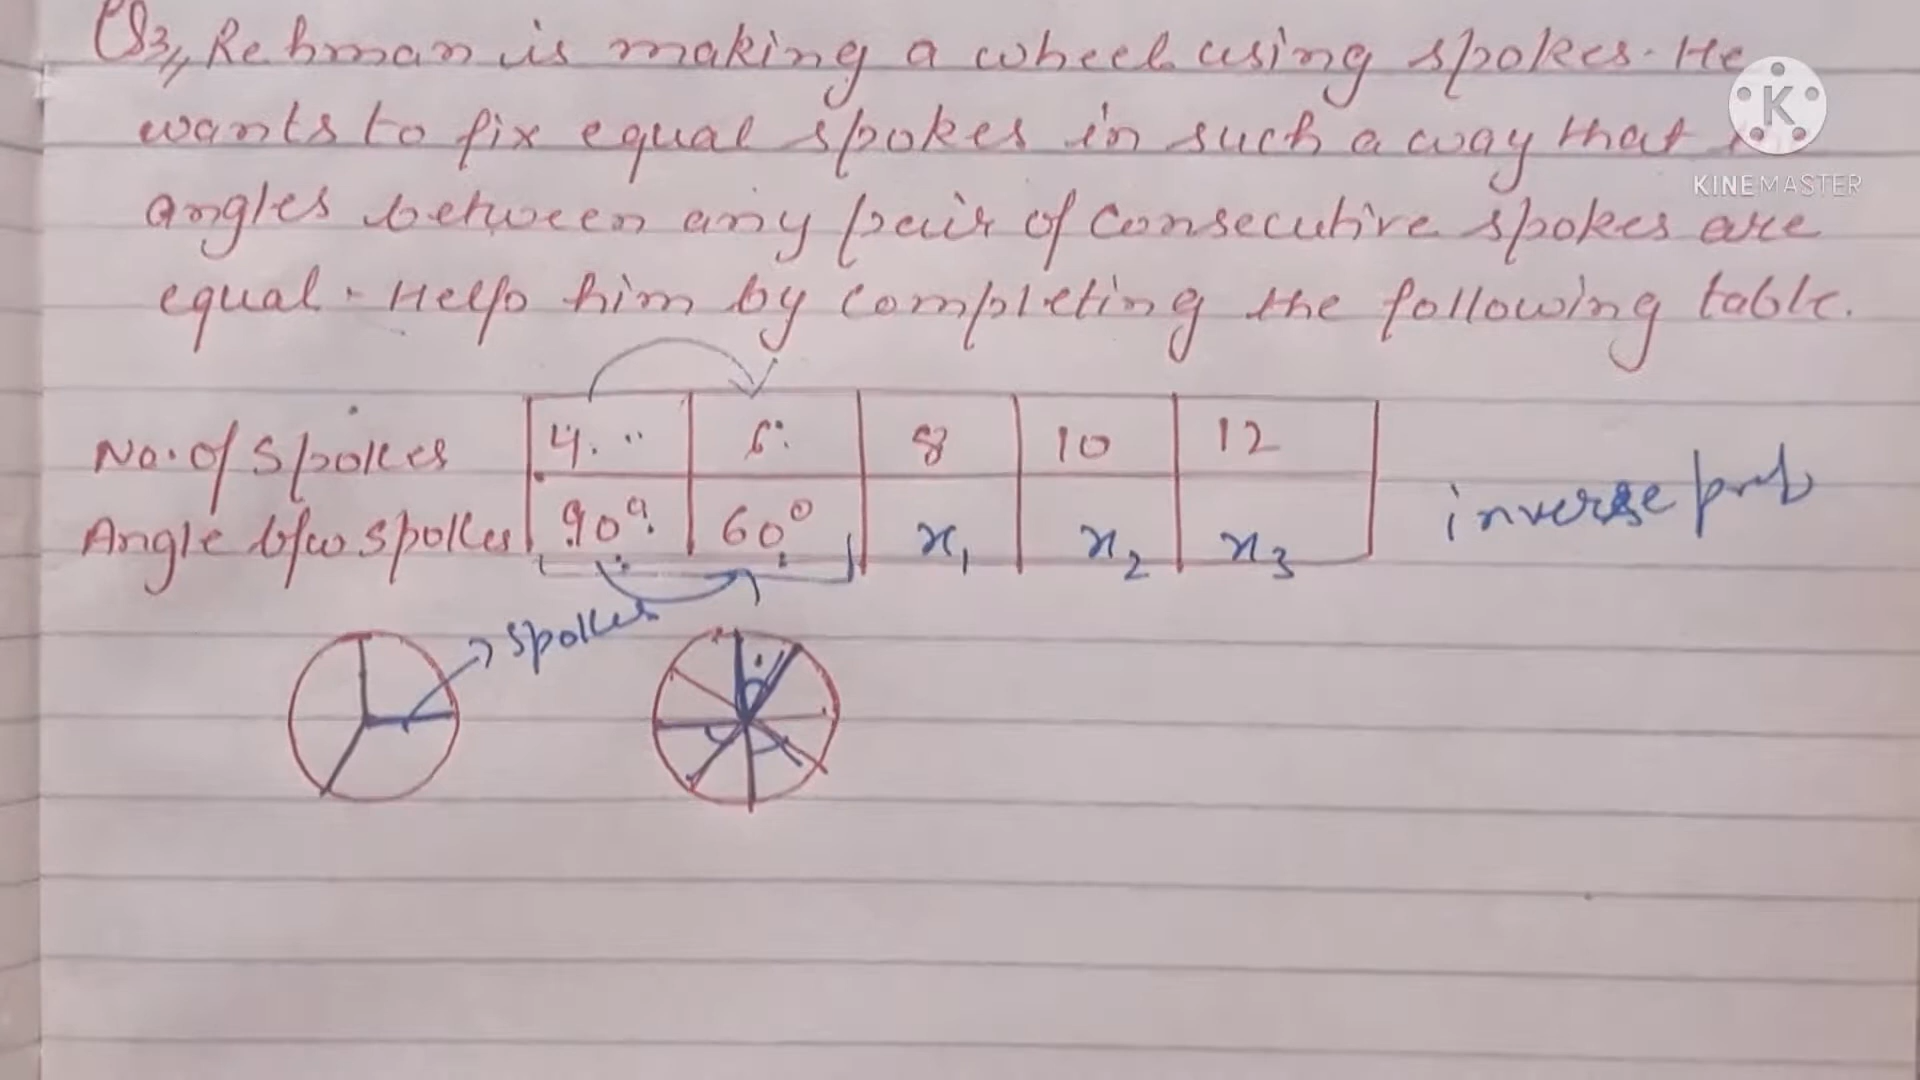 Q3,, Rehman is making a wheel using spokes. He
wants to fix equal spokes in such a way that
angles between any pair of consecutive spokes are
equal. Help him by completing the following table.
No. of Spokes 4 6 8 10 12
Angle b/w spokes 90° 60° x1 x2 x3
inverse prop
spokes
K
KINEMASTER